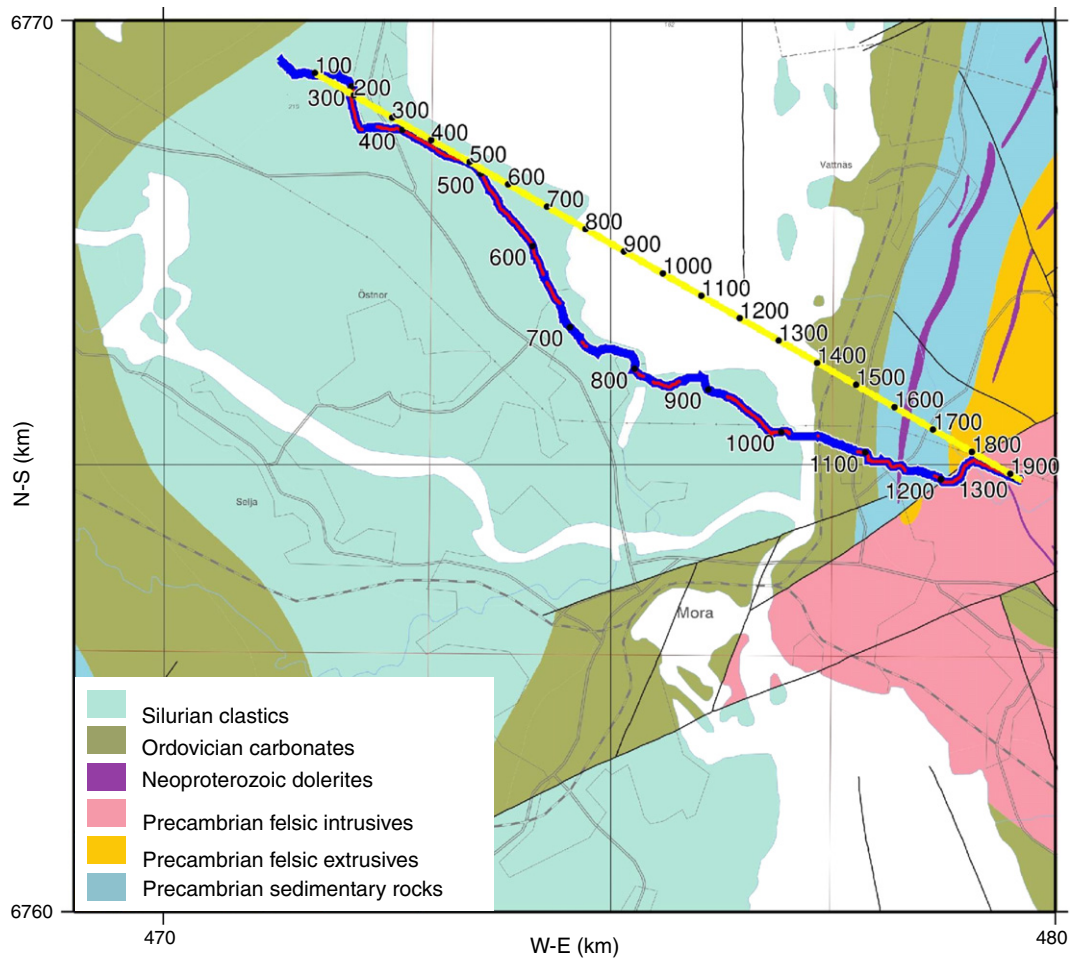 6770
100
200
300
300
400
400
500
500
600
700
600
800
900
1000
1100
700
1200
1300
800
1400
900
1500
1600
1000
1700
1100
1800
1900
1200
1300
Vattnäs
Östnor
Selja
Mora
N-S (km)
Silurian clastics
Ordovician carbonates
Neoproterozoic dolerites
Precambrian felsic intrusives
Precambrian felsic extrusives
Precambrian sedimentary rocks
6760
470
W-E (km)
480